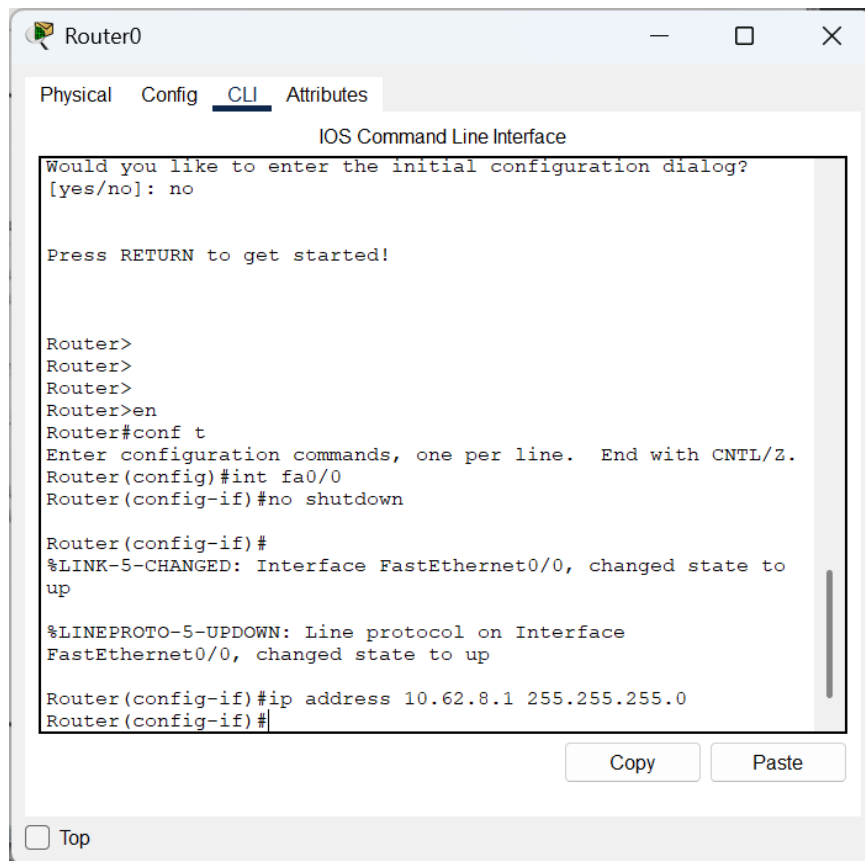 Router0
Physical Config CLI Attributes
IOS Command Line Interface
Would you like to enter the initial configuration dialog?
[yes/no]: no
Press RETURN to get started!
Router>
Router>
Router>
Router>en
Router#conf t
Enter configuration commands, one per line.  End with CNTL/Z.
Router(config)#int fa0/0
Router(config-if)#no shutdown
Router(config-if)#
%LINK-5-CHANGED: Interface FastEthernet0/0, changed state to
up
%LINEPROTO-5-UPDOWN: Line protocol on Interface
FastEthernet0/0, changed state to up
Router(config-if)#ip address 10.62.8.1 255.255.255.0
Router(config-if)#
Copy Paste
Top